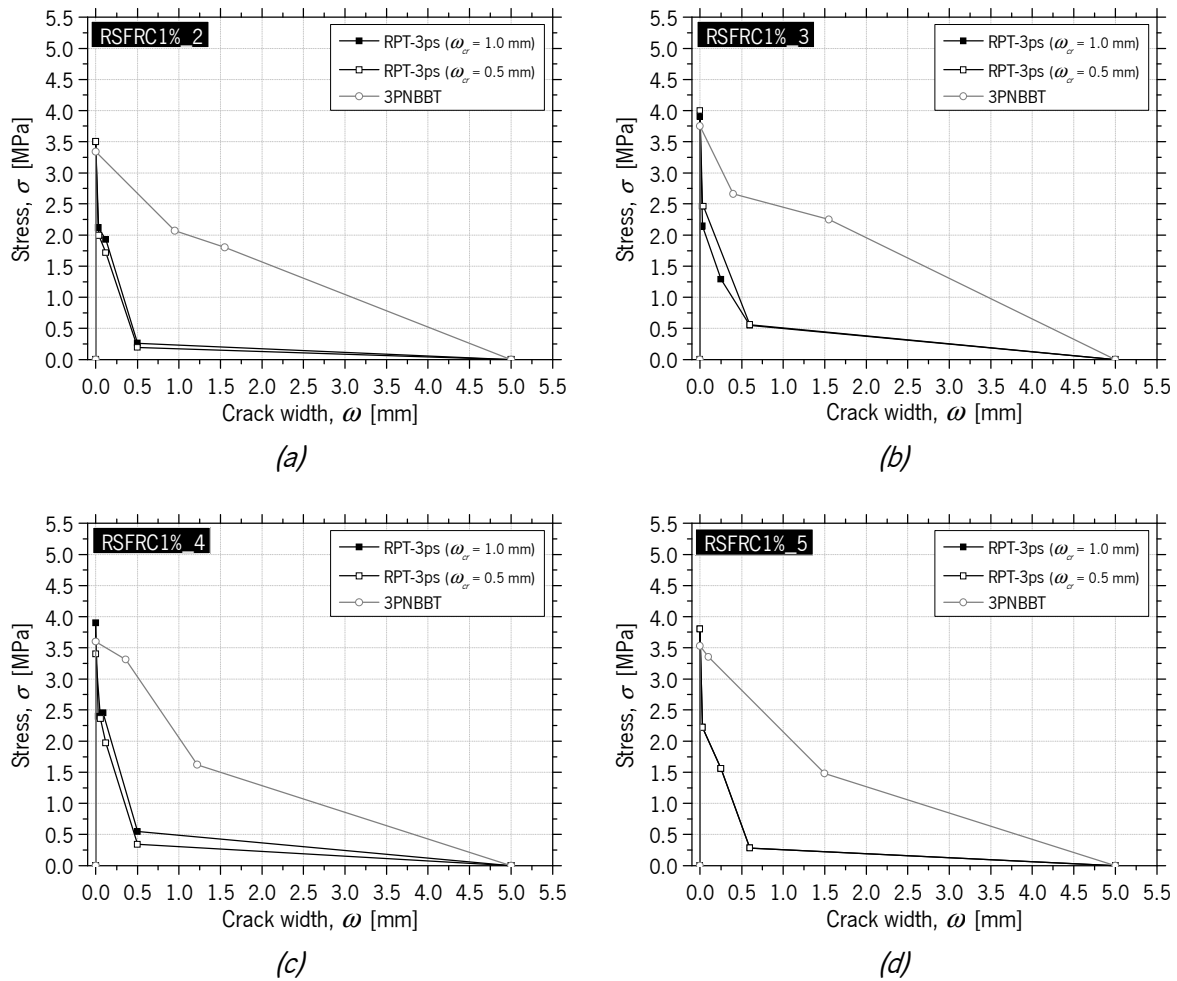 RSFRC1%_2
RPT-3ps (ω_cr = 1.0 mm)
RPT-3ps (ω_cr = 0.5 mm)
3PNBBT
5.5
5.0
4.5
4.0
3.5
3.0
2.5
2.0
1.5
1.0
0.5
0.0
Stress, σ [MPa]
0.0 0.5 1.0 1.5 2.0 2.5 3.0 3.5 4.0 4.5 5.0 5.5
Crack width, ω [mm]
(a)
RSFRC1%_3
RPT-3ps (ω_cr = 1.0 mm)
RPT-3ps (ω_cr = 0.5 mm)
3PNBBT
5.5
5.0
4.5
4.0
3.5
3.0
2.5
2.0
1.5
1.0
0.5
0.0
Stress, σ [MPa]
0.0 0.5 1.0 1.5 2.0 2.5 3.0 3.5 4.0 4.5 5.0 5.5
Crack width, ω [mm]
(b)
RSFRC1%_4
RPT-3ps (ω_cr = 1.0 mm)
RPT-3ps (ω_cr = 0.5 mm)
3PNBBT
5.5
5.0
4.5
4.0
3.5
3.0
2.5
2.0
1.5
1.0
0.5
0.0
Stress, σ [MPa]
0.0 0.5 1.0 1.5 2.0 2.5 3.0 3.5 4.0 4.5 5.0 5.5
Crack width, ω [mm]
(c)
RSFRC1%_5
RPT-3ps (ω_cr = 1.0 mm)
RPT-3ps (ω_cr = 0.5 mm)
3PNBBT
5.5
5.0
4.5
4.0
3.5
3.0
2.5
2.0
1.5
1.0
0.5
0.0
Stress, σ [MPa]
0.0 0.5 1.0 1.5 2.0 2.5 3.0 3.5 4.0 4.5 5.0 5.5
Crack width, ω [mm]
(d)